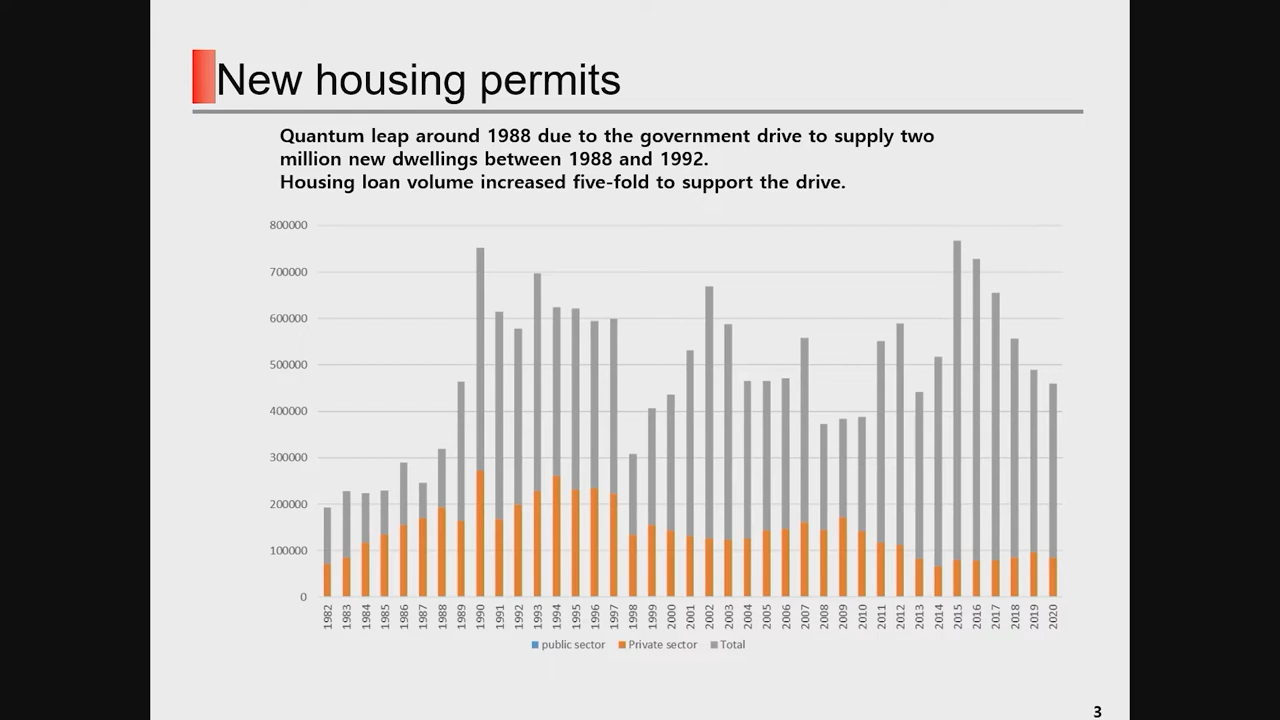 New housing permits
Quantum leap around 1988 due to the government drive to supply two
million new dwellings between 1988 and 1992.
Housing loan volume increased five-fold to support the drive.
800000
700000
600000
500000
400000
300000
200000
100000
0
1982 1983 1984 1985 1986 1987 1988 1989 1990 1991 1992 1993 1994 1995 1996 1997 1998 1999 2000 2001 2002 2003 2004 2005 2006 2007 2008 2009 2010 2011 2012 2013 2014 2015 2016 2017 2018 2019 2020
public sector Private sector Total
3